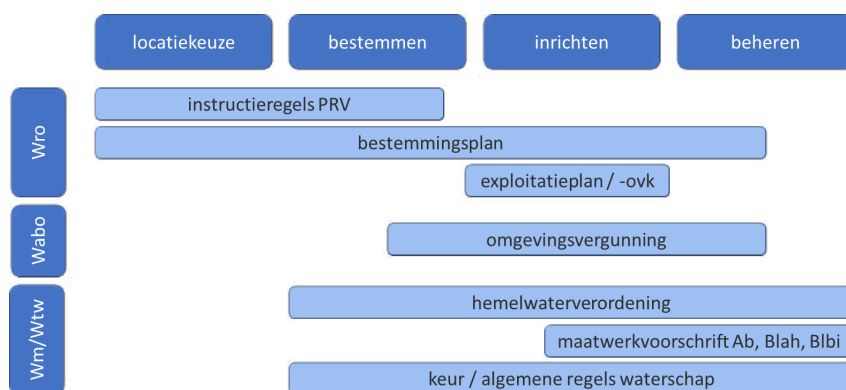 locatiekeuze bestemmen inrichten beheren
Wro
instructieregels PRV
bestemmingsplan
exploitatieplan / -ovk
Wabo
omgevingsvergunning
Wm/Wtw
hemelwaterverordening
maatwerkvoorschrift Ab, Blah, Blbi
keur / algemene regels waterschap